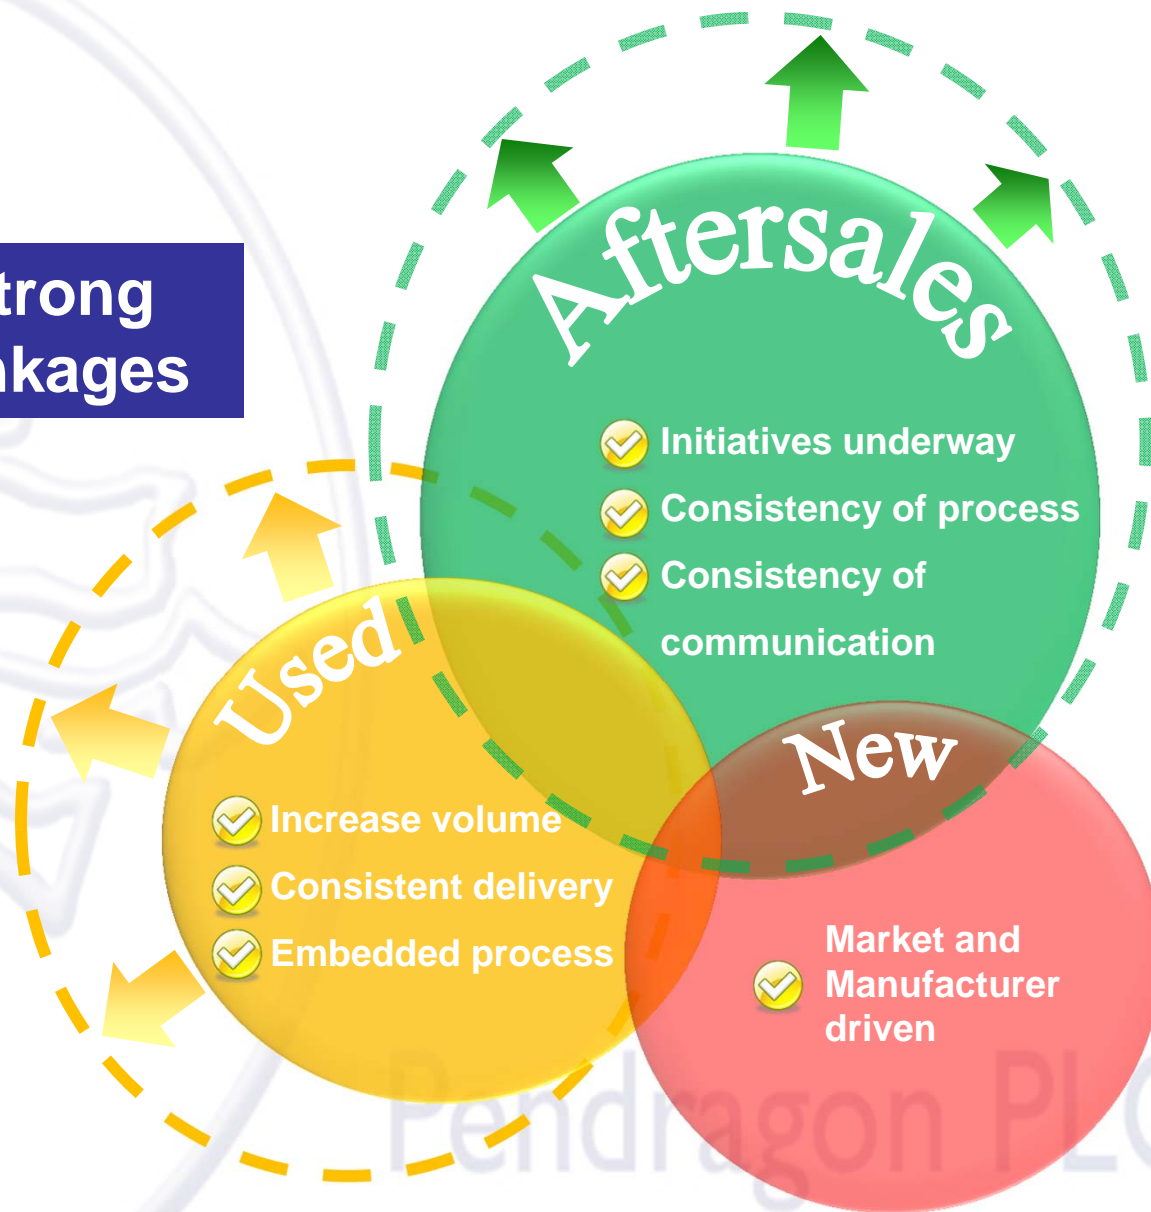 trong
nkages
Aftersales
Initiatives underway
Consistency of process
Consistency of
communication
Used
Increase volume
Consistent delivery
Embedded process
New
Market and
Manufacturer
driven
Pendragon PLC